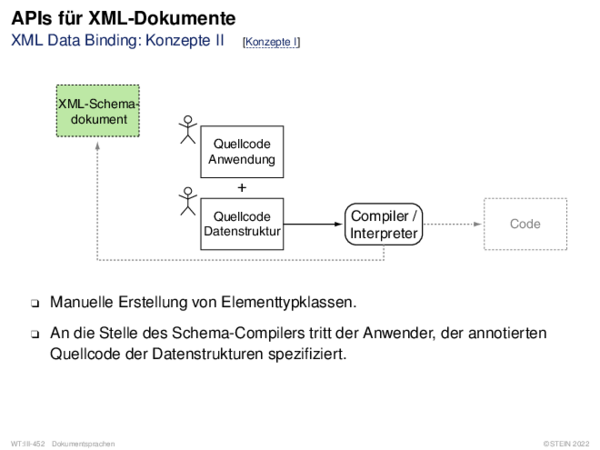 APIs für XML-Dokumente
XML Data Binding: Konzepte II [Konzepte I]
XML-Schema-
dokument
Quellcode
Anwendung
+
Quellcode
Datenstruktur
Compiler /
Interpreter
Code
❑ Manuelle Erstellung von Elementtypklassen.
❑ An die Stelle des Schema-Compilers tritt der Anwender, der annotierten
Quellcode der Datenstrukturen spezifiziert.
WT:III-452 Dokumentsprachen
©STEIN 2022